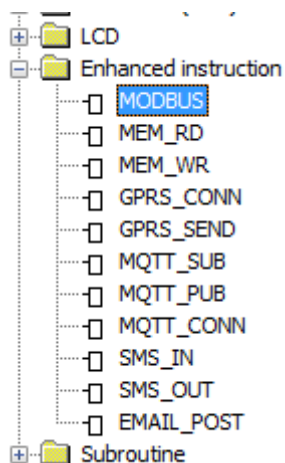 LCD
Enhanced instruction
MODBUS
MEM_RD
MEM_WR
GPRS_CONN
GPRS_SEND
MQTT_SUB
MQTT_PUB
MQTT_CONN
SMS_IN
SMS_OUT
EMAIL_POST
Subroutine